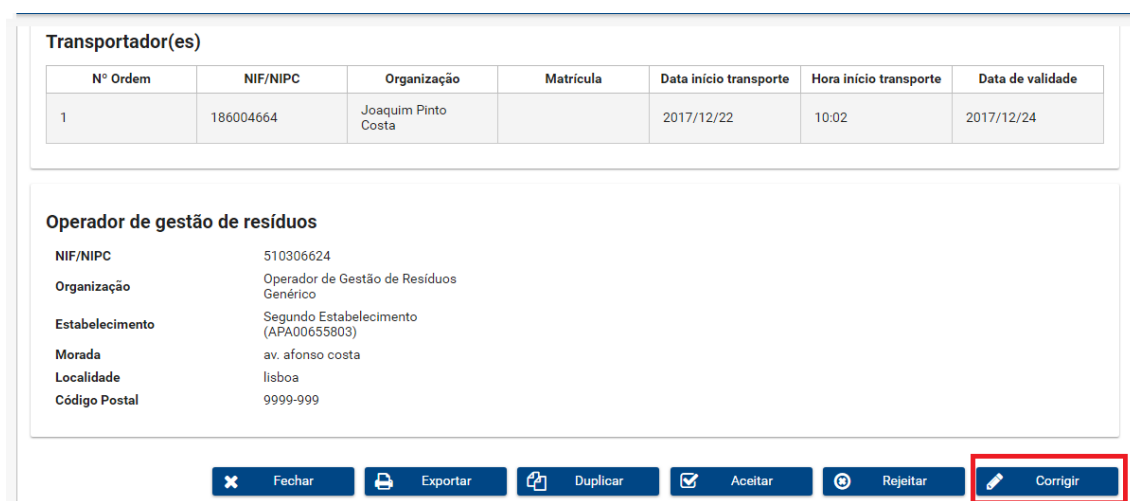 Transportador(es)
Nº Ordem NIF/NIPC Organização Matrícula Data início transporte Hora início transporte Data de validade
1 186004664 Joaquim Pinto 2017/12/22 10:02 2017/12/24
Costa
Operador de gestão de resíduos
NIF/NIPC 510306624
Organização Operador de Gestão de Resíduos
Genérico
Estabelecimento Segundo Estabelecimento
(APA00655803)
Morada av. afonso costa
Localidade lisboa
Código Postal 9999-999
Fechar Exportar Duplicar Aceitar Rejeitar Corrigir